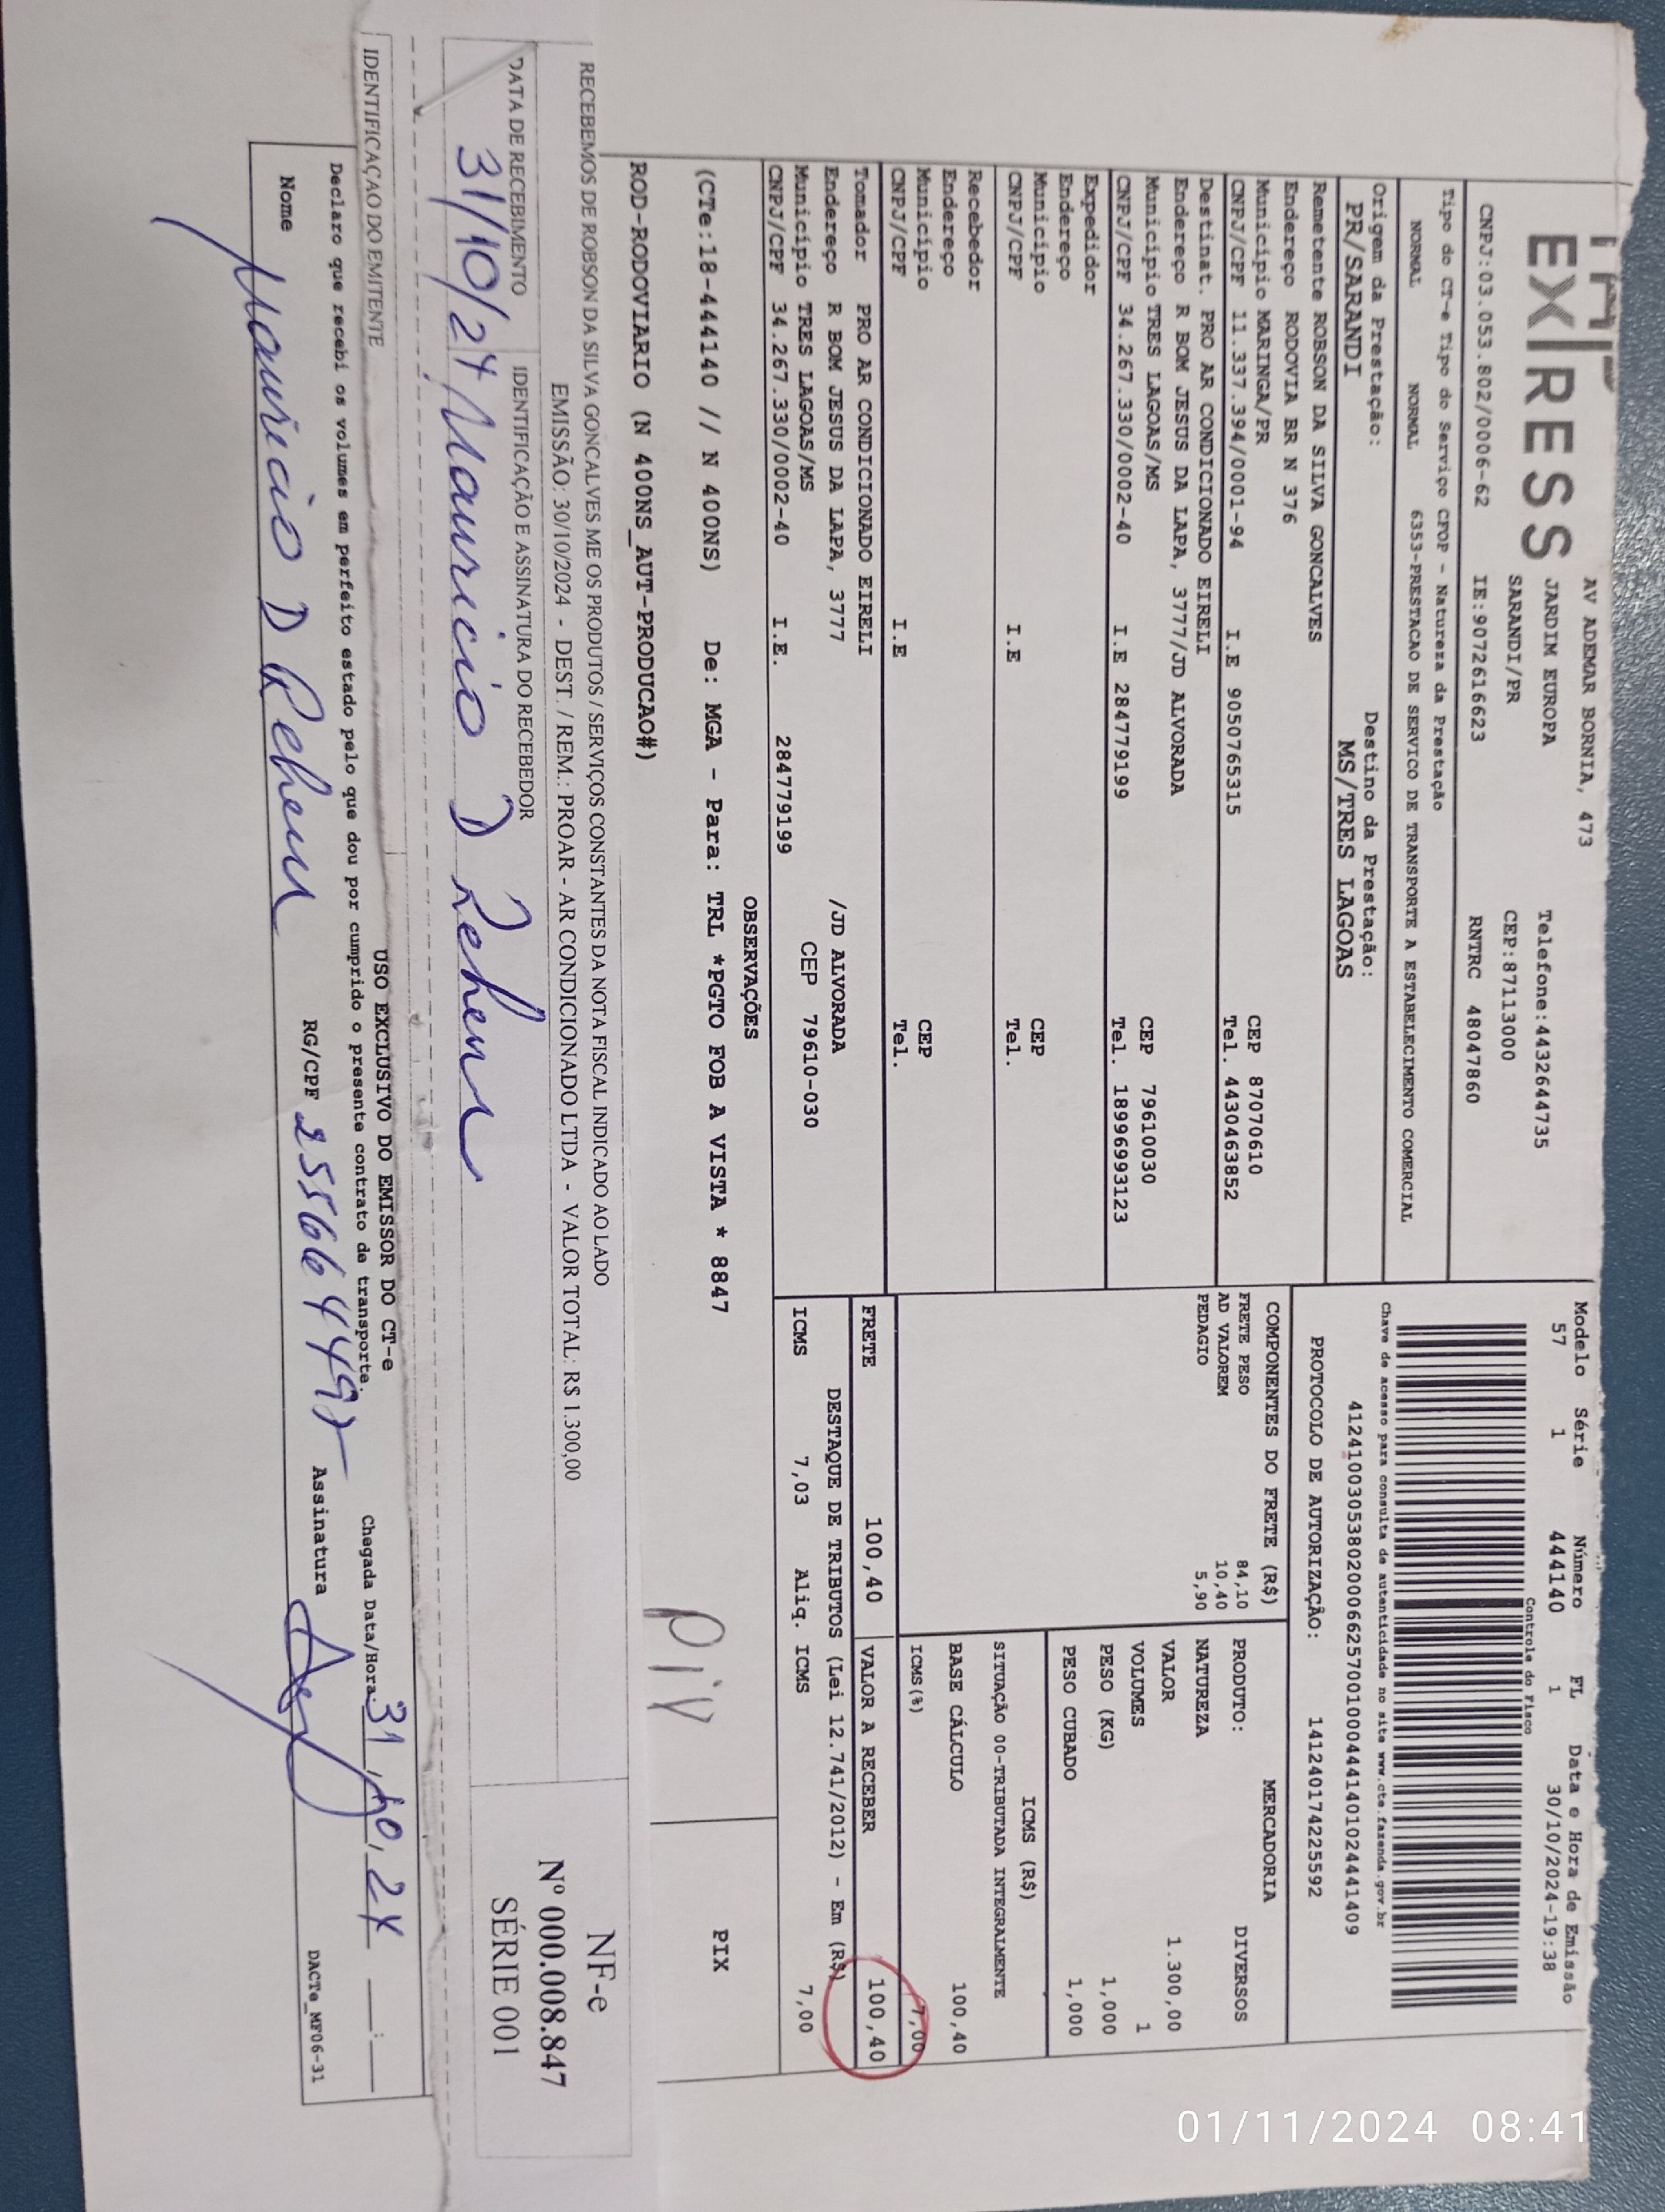 EXPRESS
AV ADEMAR BORNIA, 473
JARDIM EUROPA Telefone:4432644735
SARANDI/PR CEP:87113000
CNPJ:03.053.802/0006-62 IE:9072616623 RNTRC 48047860
Tipo do CT-e Tipo do Serviço CFOP - Natureza da Prestação
NORMAL NORMAL 6353-PRESTACAO DE SERVICO DE TRANSPORTE A ESTABELECIMENTO COMERCIAL
Origem da Prestação: Destino da Prestação:
PR/SARANDI MS/TRES LAGOAS
Remetente ROBSON DA SILVA GONCALVES
Endereço RODOVIA BR N 376
Município MARINGA/PR CEP 87070610
CNPJ/CPF 11.337.394/0001-94 I.E 9050765315 Tel. 4430463852
Destinat. PRO AR CONDICIONADO EIRELI
Endereço R BOM JESUS DA LAPA, 3777/JD ALVORADA
Município TRES LAGOAS/MS CEP 79610030
CNPJ/CPF 34.267.330/0002-40 I.E 284779199 Tel. 18996993123
Expedidor
Endereço
Município CEP
CNPJ/CPF I.E Tel.
Recebedor
Endereço
Município CEP
CNPJ/CPF I.E Tel.
Tomador PRO AR CONDICIONADO EIRELI
Endereço R BOM JESUS DA LAPA, 3777 /JD ALVORADA
Município TRES LAGOAS/MS CEP 79610-030
CNPJ/CPF 34.267.330/0002-40 I.E. 284779199
Modelo Série Número FL Data e Hora de Emissão
57 1 444140 1 30/10/2024-19:38
Controle do Fisco
Chave de acesso para consulta de autenticidade no site www.cte.fazenda.gov.br
41241003053802000662570010004441401024441409
PROTOCOLO DE AUTORIZAÇÃO: 141240174225592
COMPONENTES DO FRETE (R$)
FRETE PESO 84,10
AD VALOREM 10,40
PEDAGIO 5,90
MERCADORIA
PRODUTO: DIVERSOS
NATUREZA
VALOR 1.300,00
VOLUMES 1
PESO (KG) 1,000
PESO CUBADO 1,000
ICMS (R$)
SITUAÇÃO 00-TRIBUTADA INTEGRALMENTE
BASE CÁLCULO 100,40
ICMS(%) 7,00
FRETE 100,40 VALOR A RECEBER 100,40
DESTAQUE DE TRIBUTOS (Lei 12.741/2012) - Em (R$)
ICMS 7,03 Aliq. ICMS 7,00
OBSERVAÇÕES
(CTe:18-444140 // N 400NS) De: MGA - Para: TRL *PGTO FOB A VISTA * 8847
PIX
ROD-RODOVIARIO (N 400NS_AUT-PRODUCAO#)
Div
RECEBEMOS DE ROBSON DA SILVA GONCALVES ME OS PRODUTOS / SERVIÇOS CONSTANTES DA NOTA FISCAL INDICADO AO LADO
EMISSÃO: 30/10/2024 - DEST. / REM.: PROAR - AR CONDICIONADO LTDA - VALOR TOTAL: R$ 1.300,00
DATA DE RECEBIMENTO IDENTIFICAÇÃO E ASSINATURA DO RECEBEDOR
31/10/24 Mauricio D
NF-e
Nº 000.008.847
SÉRIE 001
IDENTIFICAÇAO DO EMITENTE
USO EXCLUSIVO DO EMISSOR DO CT-e
Declaro que recebi os volumes em perfeito estado pelo que dou por cumprido o presente contrato de transporte.
Chegada Data/Hora 31/10/24 __:__
Nome Mauricio D RG/CPF Assinatura
DACTe_MF06-31
01/11/2024 08:41